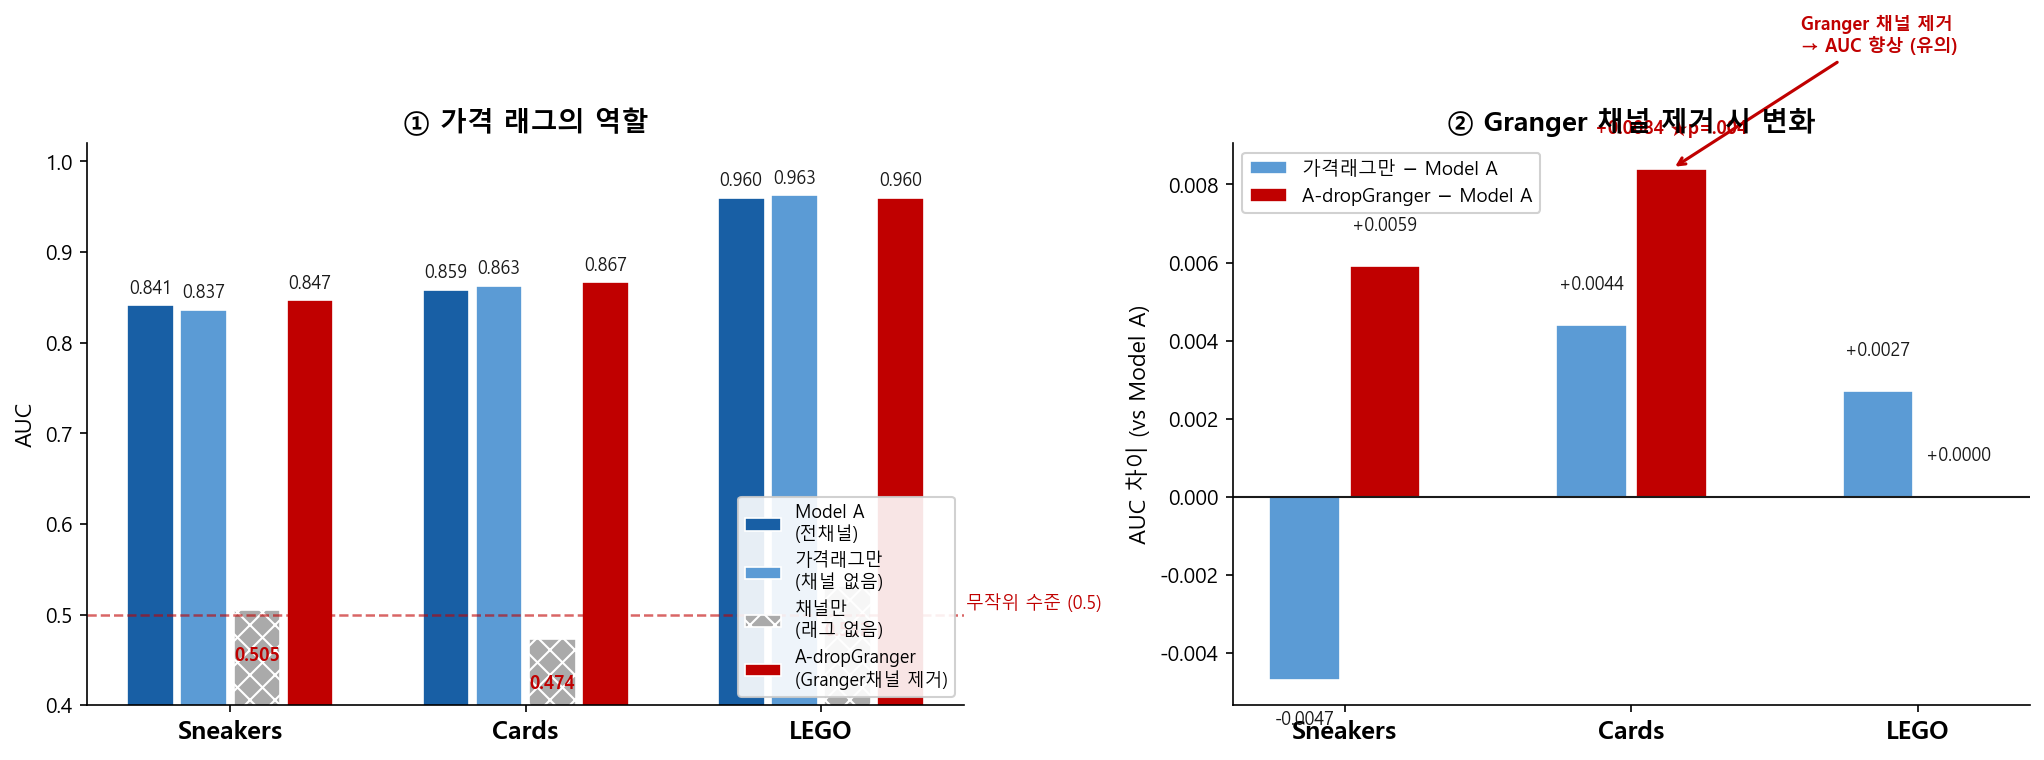 Granger 채널 제거
→ AUC 향상 (유의)
① 가격 래그의 역할
② Granger 채널 제거 시 변화
+0.0084 ★p=.004
AUC
1.0
0.9
0.8
0.7
0.6
0.5
0.4
0.841
0.837
0.505
0.847
0.859
0.863
0.474
0.867
0.960
0.963
0.960
Model A
(전채널)
가격래그만
(채널 없음)
채널만
(래그 없음)
A-dropGranger
(Granger채널 제거)
무작위 수준 (0.5)
Sneakers
Cards
LEGO
AUC 차이 (vs Model A)
0.008
0.006
0.004
0.002
0.000
-0.002
-0.004
가격래그만 − Model A
A-dropGranger − Model A
+0.0059
+0.0044
+0.0027
+0.0000
-0.0047
Sneakers
Cards
LEGO